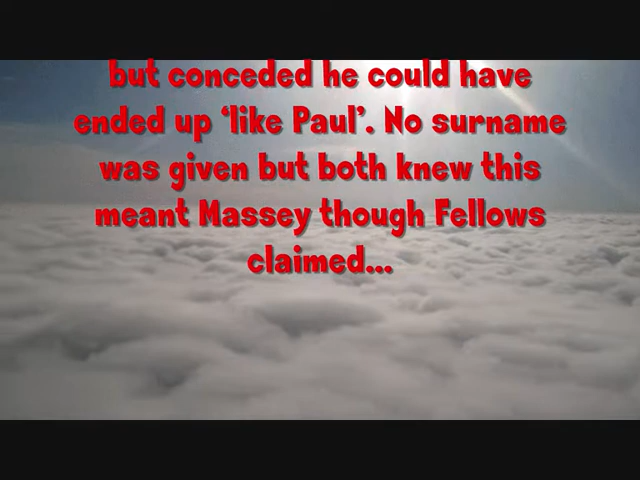 but conceded he could have
ended up ‘like Paul’. No surname
was given but both knew this
meant Massey though Fellows
claimed...